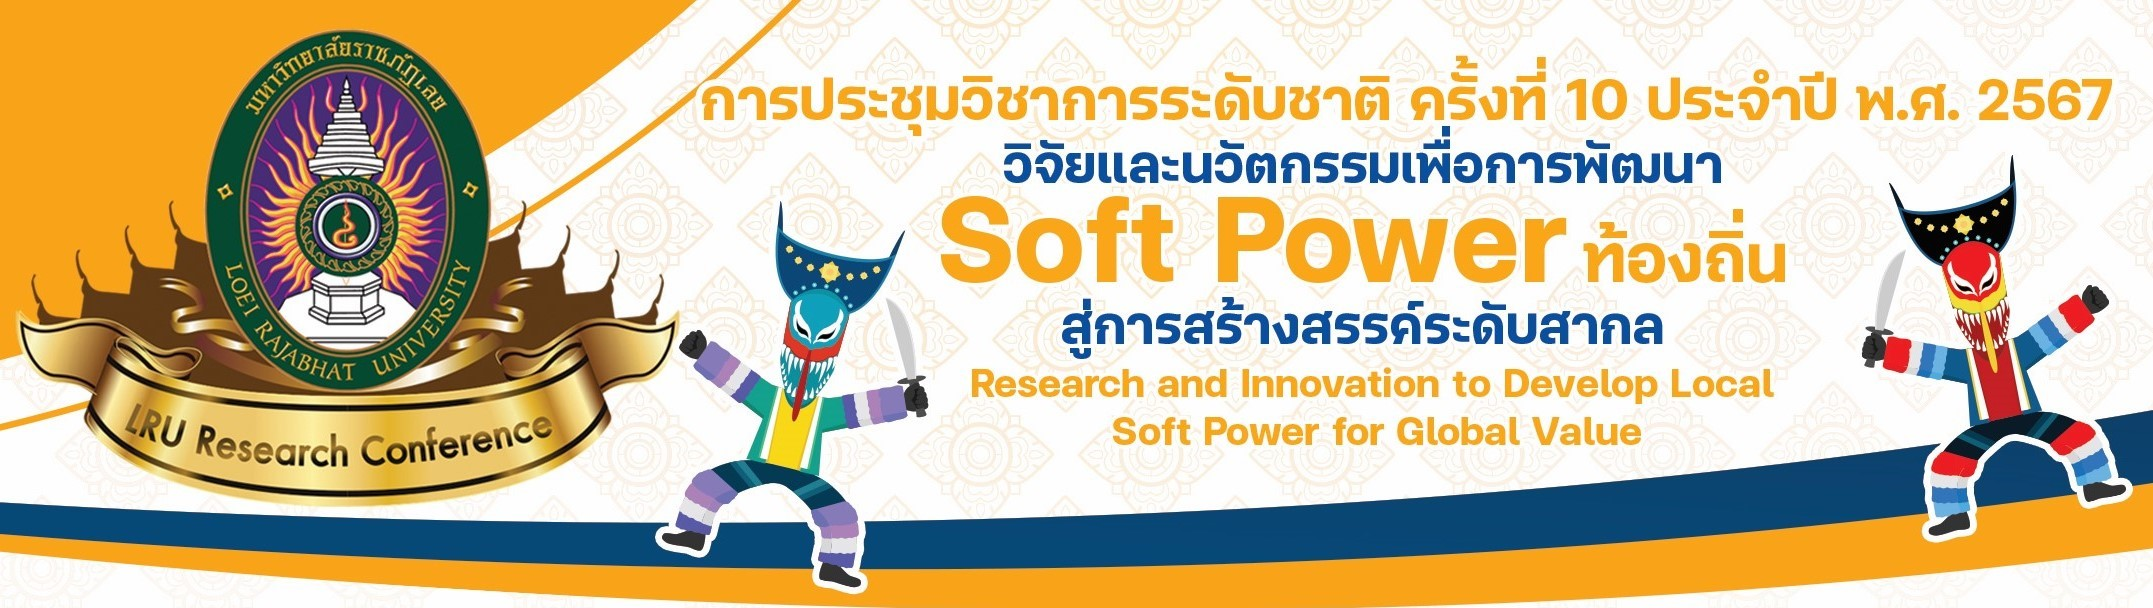 มหาวิทยาลัยราชภัฏเลย
LOEI RAJABHAT UNIVERSITY
LRU Research Conference
การประชุมวิชาการระดับชาติ ครั้งที่ 10 ประจำปี พ.ศ. 2567
วิจัยและนวัตกรรมเพื่อการพัฒนา
Soft Power ท้องถิ่น
สู่การสร้างสรรค์ระดับสากล
Research and Innovation to Develop Local
Soft Power for Global Value